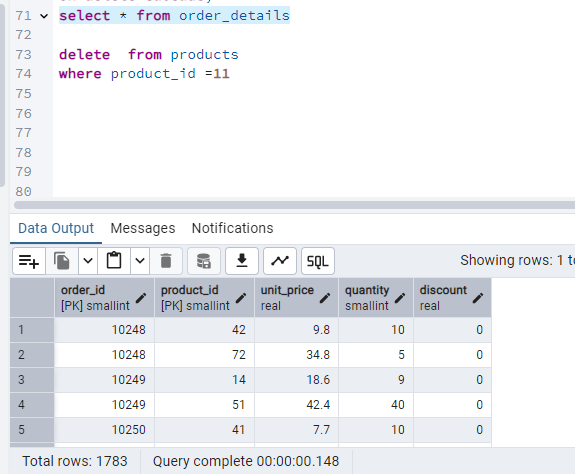 71 select * from order_details
72
73 delete  from products
74 where product_id =11
75
76
77
78
79
80
Data Output Messages Notifications
SQL Showing rows: 1 to
order_id product_id unit_price quantity discount
[PK] smallint [PK] smallint real smallint real
1 10248 42 9.8 10 0
2 10248 72 34.8 5 0
3 10249 14 18.6 9 0
4 10249 51 42.4 40 0
5 10250 41 7.7 10 0
Total rows: 1783 Query complete 00:00:00.148